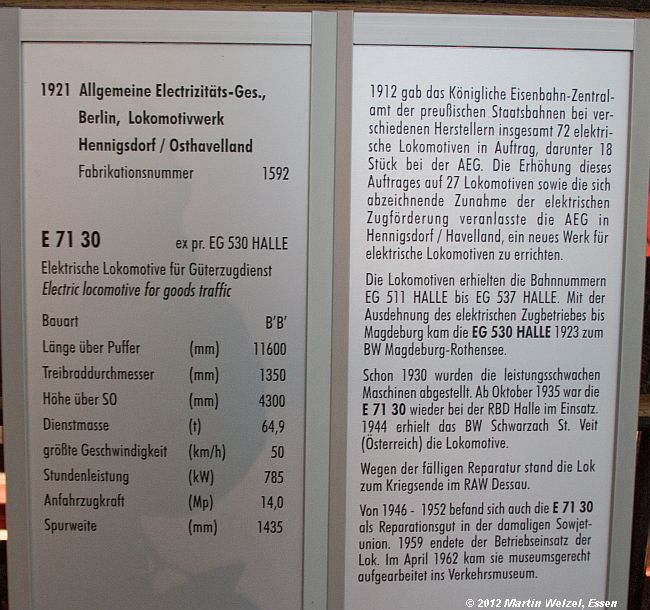 1921 Allgemeine Electrizitäts-Ges.,
Berlin, Lokomotivwerk
Hennigsdorf / Osthavelland
Fabrikationsnummer 1592
E 71 30 ex pr. EG 530 HALLE
Elektrische Lokomotive für Güterzugdienst
Electric locomotive for goods traffic
Bauart B'B'
Länge über Puffer (mm) 11600
Treibraddurchmesser (mm) 1350
Höhe über SO (mm) 4300
Dienstmasse (t) 64,9
größte Geschwindigkeit (km/h) 50
Stundenleistung (kW) 785
Anfahrzugkraft (Mp) 14,0
Spurweite (mm) 1435
1912 gab das Königliche Eisenbahn-Zentral-
amt der preußischen Staatsbahnen bei ver-
schiedenen Herstellern insgesamt 72 elektri-
sche Lokomotiven in Auftrag, darunter 18
Stück bei der AEG. Die Erhöhung dieses
Auftrages auf 27 Lokomotiven sowie die sich
abzeichnende Zunahme der elektrischen
Zugförderung veranlasste die AEG in
Hennigsdorf / Havelland, ein neues Werk für
elektrische Lokomotiven zu errichten.
Die Lokomotiven erhielten die Bahnnummern
EG 511 HALLE bis EG 537 HALLE. Mit der
Ausdehnung des elektrischen Zugbetriebes bis
Magdeburg kam die EG 530 HALLE 1923 zum
BW Magdeburg-Rothensee.
Schon 1930 wurden die leistungsschwachen
Maschinen abgestellt. Ab Oktober 1935 war die
E 71 30 wieder bei der RBD Halle im Einsatz.
1944 erhielt das BW Schwarzach St. Veit
(Österreich) die Lokomotive.
Wegen der fälligen Reparatur stand die Lok
zum Kriegsende im RAW Dessau.
Von 1946 - 1952 befand sich auch die E 71 30
als Reparationsgut in der damaligen Sowjet-
union. 1959 endete der Betriebseinsatz der
Lok. Im April 1962 kam sie museumsgerecht
aufgearbeitet ins Verkehrsmuseum.
© 2012 Martin Welzel, Essen